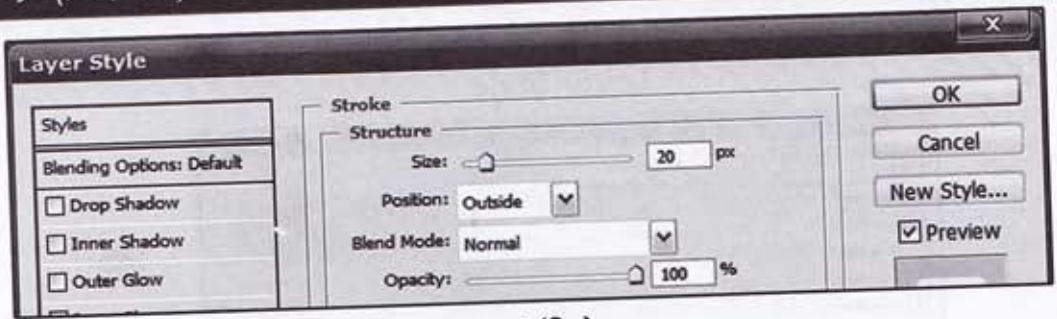 Layer Style
X
Styles
Blending Options: Default
Drop Shadow
Inner Shadow
Outer Glow
Stroke
Structure
Size: 20 px
Position: Outside
Blend Mode: Normal
Opacity: 100 %
OK
Cancel
New Style...
Preview